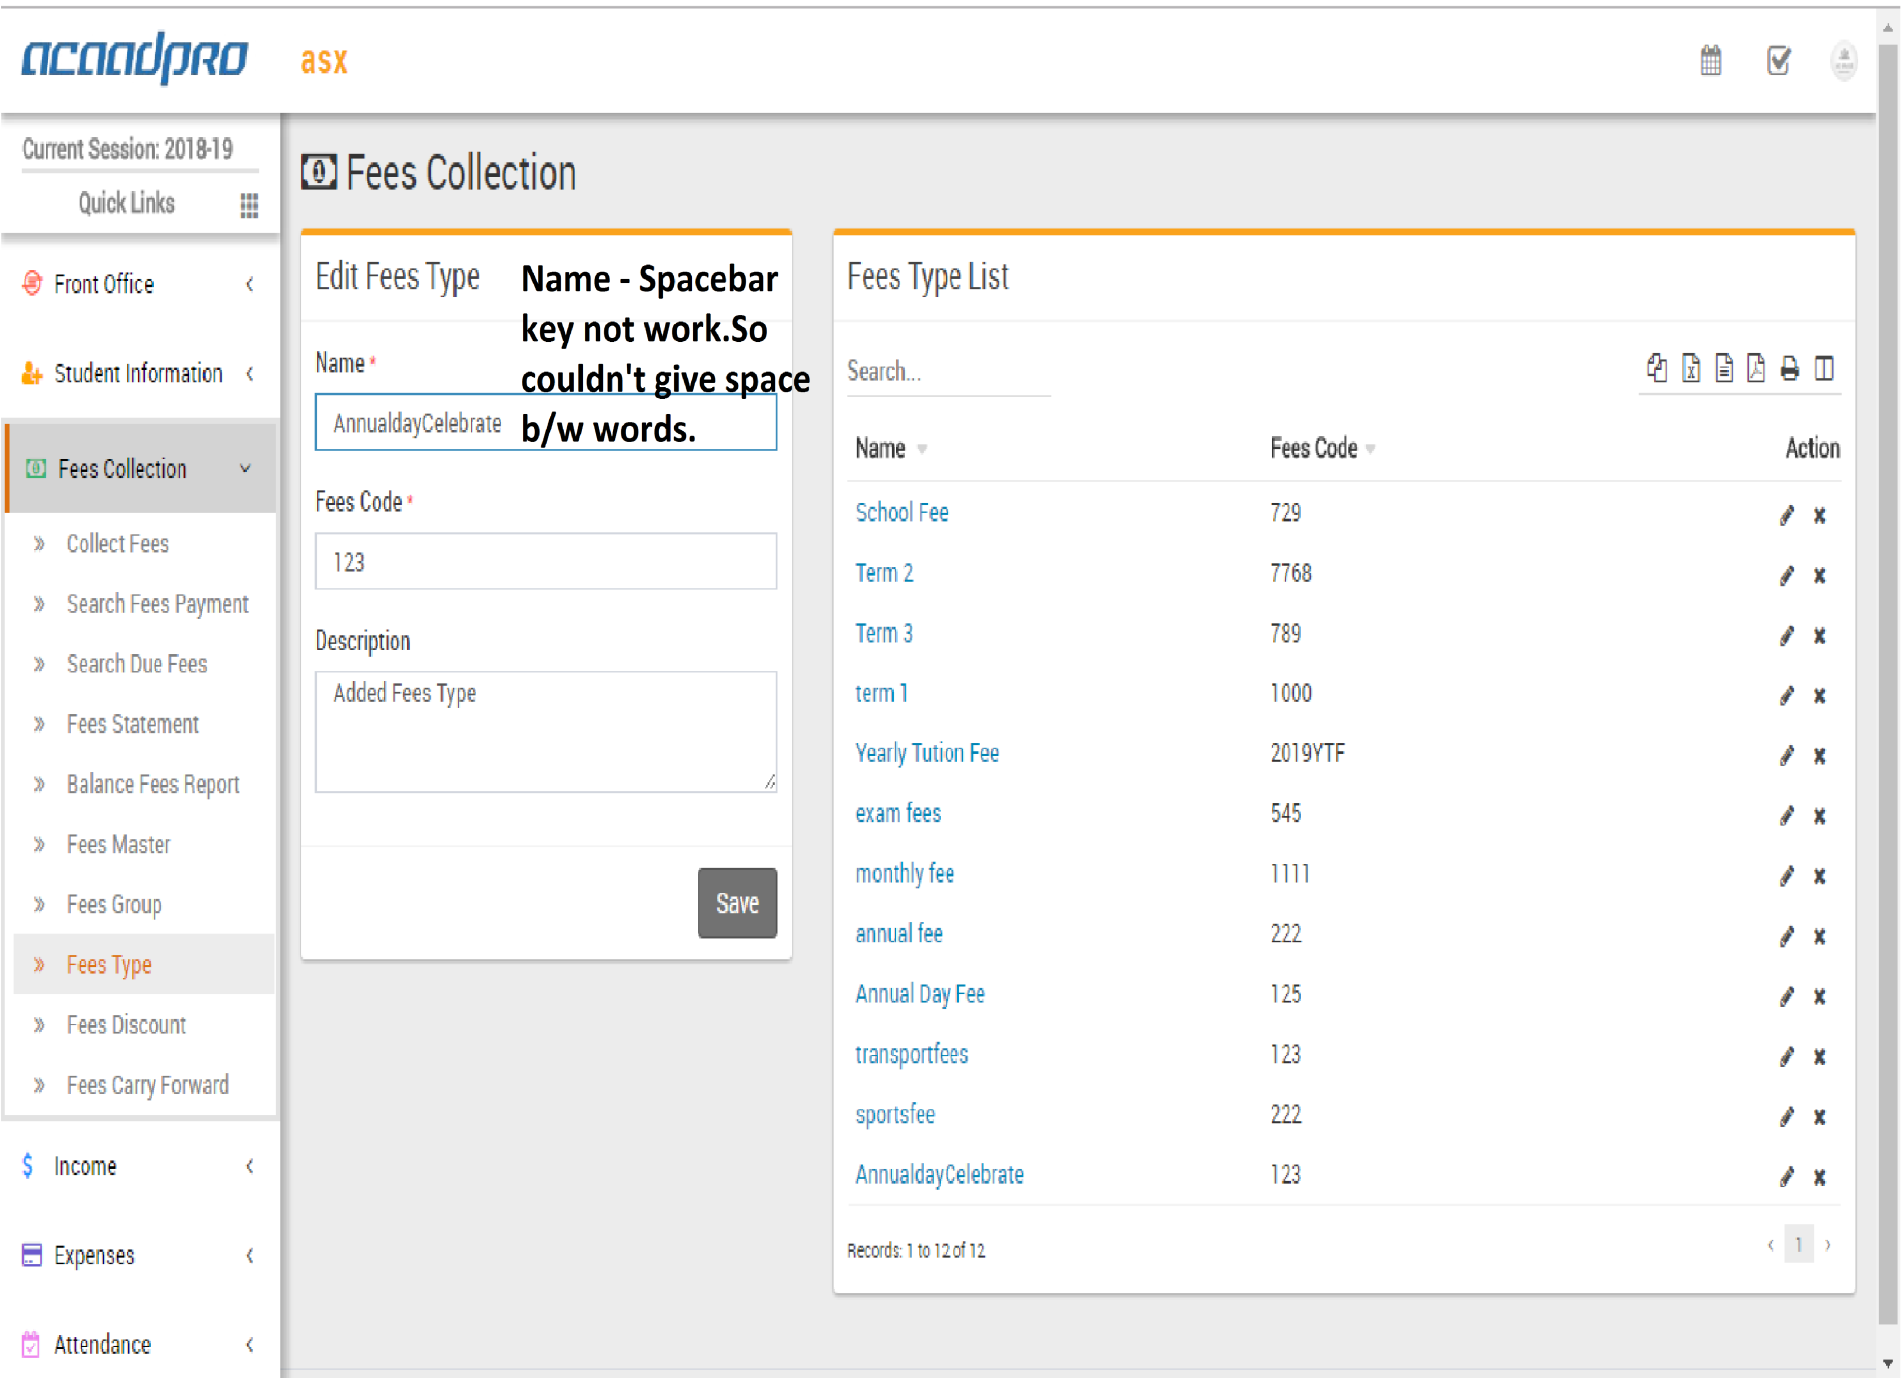 acaadpro
asx
Current Session: 2018-19
Quick Links
Front Office
Student Information
Fees Collection
Collect Fees
Search Fees Payment
Search Due Fees
Fees Statement
Balance Fees Report
Fees Master
Fees Group
Fees Type
Fees Discount
Fees Carry Forward
Income
Expenses
Attendance
Fees Collection
Edit Fees Type
Name - Spacebar
key not work.So
couldn't give space
b/w words.
Name *
AnnualdayCelebrate
Fees Code *
123
Description
Added Fees Type
Save
Fees Type List
Search...
Name Fees Code Action
School Fee 729
Term 2 7768
Term 3 789
term 1 1000
Yearly Tution Fee 2019YTF
exam fees 545
monthly fee 1111
annual fee 222
Annual Day Fee 125
transportfees 123
sportsfee 222
AnnualdayCelebrate 123
Records: 1 to 12 of 12
1